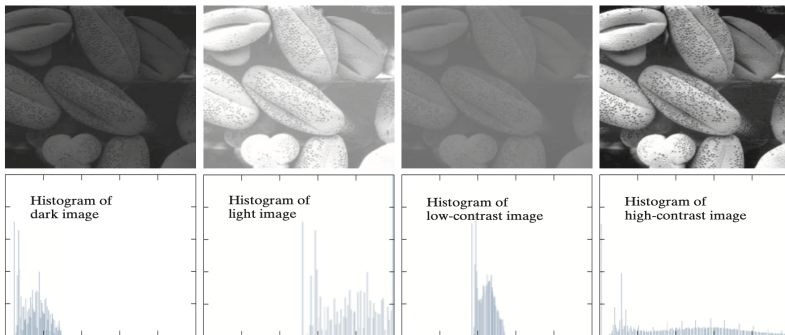 Histogram of
dark image
Histogram of
light image
Histogram of
low-contrast image
Histogram of
high-contrast image